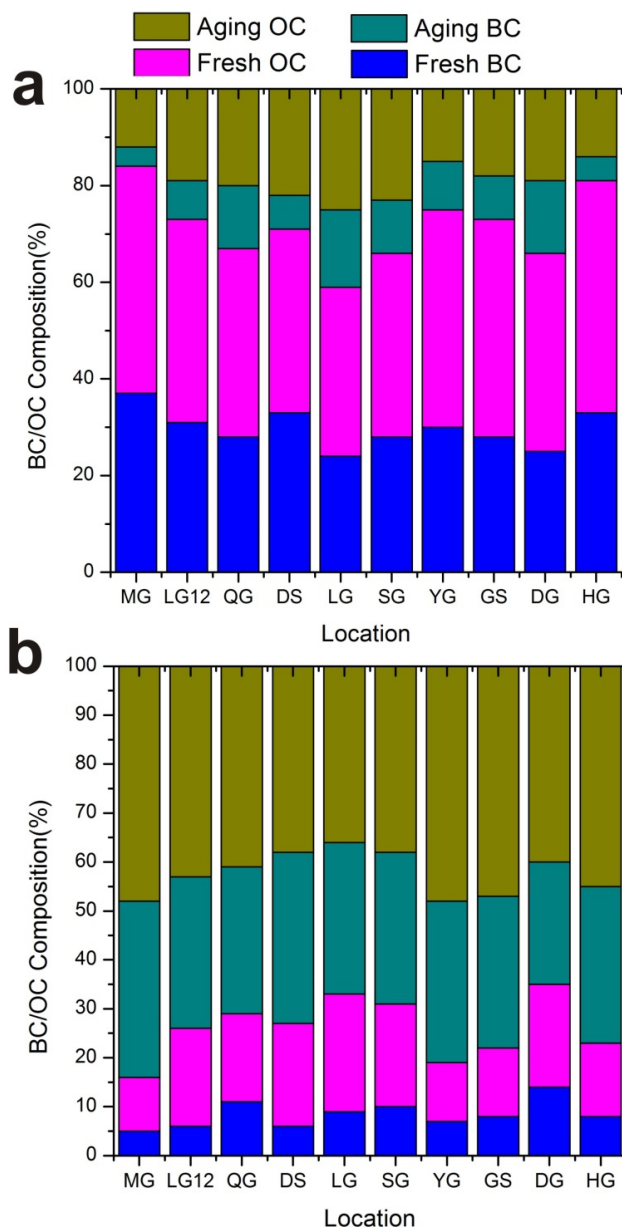 Aging OC Aging BC
Fresh OC Fresh BC
a
100
80
60
40
20
0
BC/OC Composition(%)
MG LG12 QG DS LG SG YG GS DG HG
Location
b
100
90
80
70
60
50
40
30
20
10
0
BC/OC Composition(%)
MG LG12 QG DS LG SG YG GS DG HG
Location